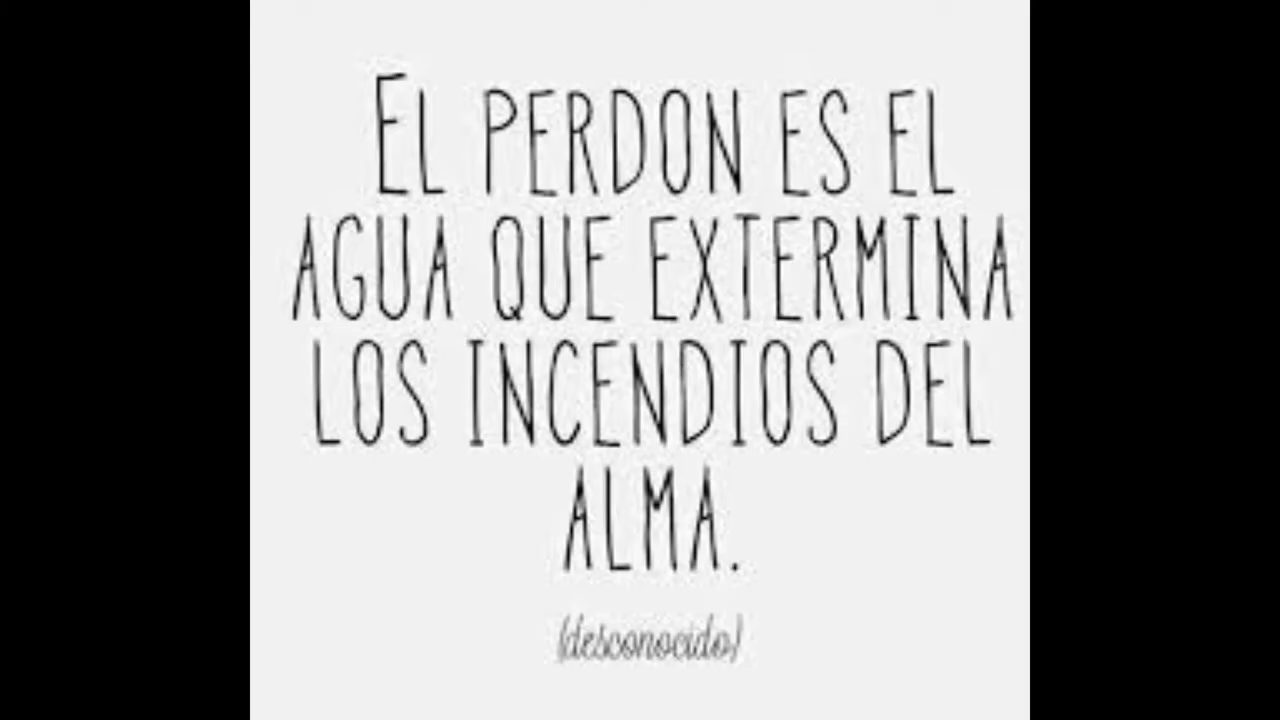 EL PERDON ES EL
AGUA QUE EXTERMINA
LOS INCENDIOS DEL
ALMA.
(desconocido)